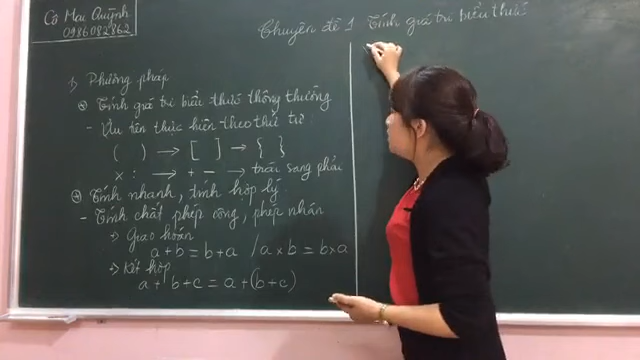 Cô Mai Quỳnh
0986082862
Chuyên đề 1 Tính giá trị biểu thức
1) Phương pháp
⊛ Tính giá trị biểu thức thông thường
- Ưu tiên thực hiện theo thứ tự
( ) → [ ] → { }
x : → + - → trái sang phải
⊛ Tính nhanh, tính hợp lý
- Tính chất phép cộng, phép nhân
+) Giao hoán
a + b = b + a / a x b = b x a
+) Kết hợp
a + b + c = a + (b + c)